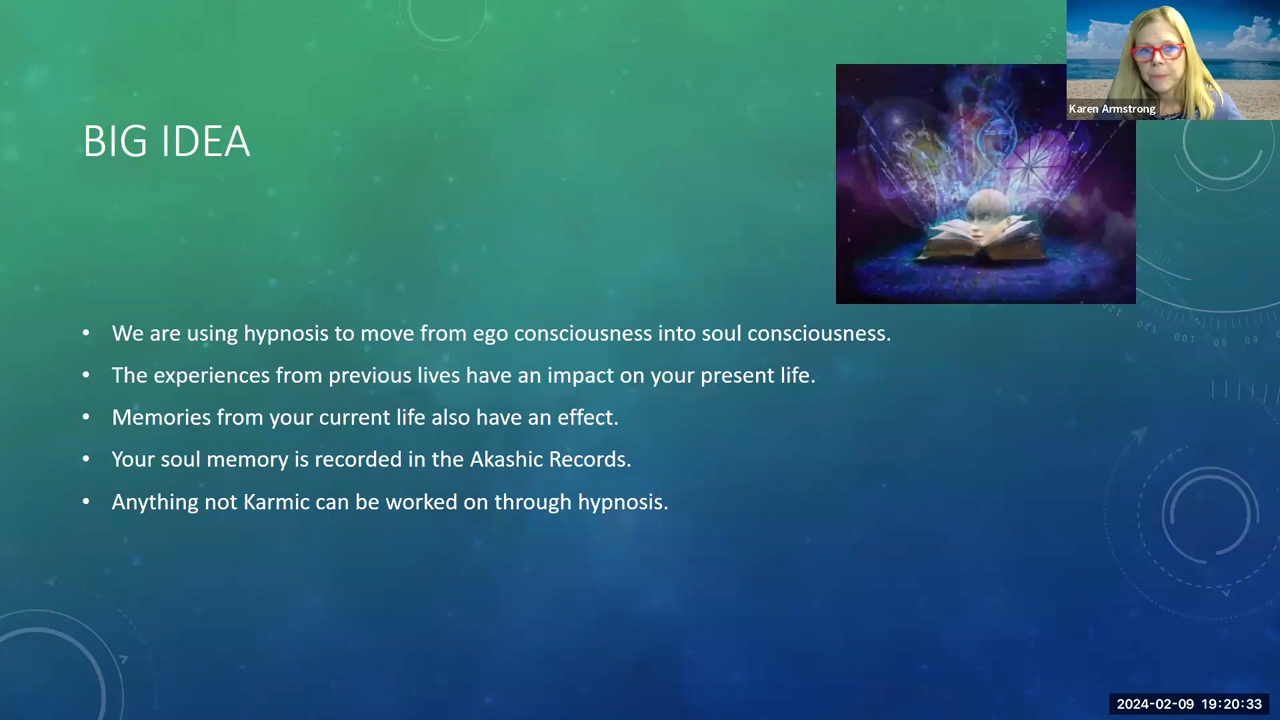 Karen Armstrong
BIG IDEA
• We are using hypnosis to move from ego consciousness into soul consciousness.
• The experiences from previous lives have an impact on your present life.
• Memories from your current life also have an effect.
• Your soul memory is recorded in the Akashic Records.
• Anything not Karmic can be worked on through hypnosis.
2024-02-09 19:20:33